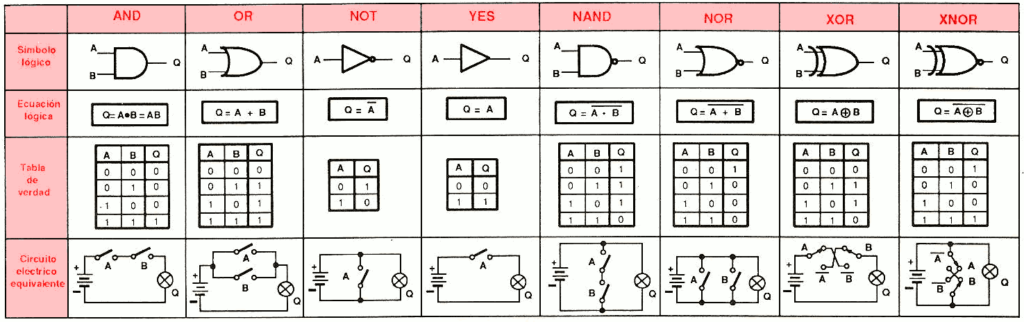 AND OR NOT YES NAND NOR XOR XNOR
Símbolo
lógico
A B Q A B Q A Q A Q A B Q A B Q A B Q A B Q
Ecuación
lógica
Q = A•B = AB Q = A + B Q = A̅ Q = A Q = A̅ ̅·̅ ̅B̅ Q = A̅ ̅+̅ ̅B̅ Q = A ⊕ B Q = A̅ ̅⊕̅ ̅B̅
Tabla
de
verdad
A B Q
0 0 0
0 1 0
1 0 0
1 1 1
A B Q
0 0 0
0 1 1
1 0 1
1 1 1
A Q
0 1
1 0
A Q
0 0
1 1
A B Q
0 0 1
0 1 1
1 0 1
1 1 0
A B Q
0 0 1
0 1 0
1 0 0
1 1 0
A B Q
0 0 0
0 1 1
1 0 1
1 1 0
A B Q
0 0 1
0 1 0
1 0 0
1 1 1
Circuito
electrico
equivalente
+ - A B Q
+ - A B Q
+ - A Q
+ - A Q
+ - A B Q
+ - A B Q
+ - A B A̅ B̅ Q
+ - A̅ A B̅ B Q